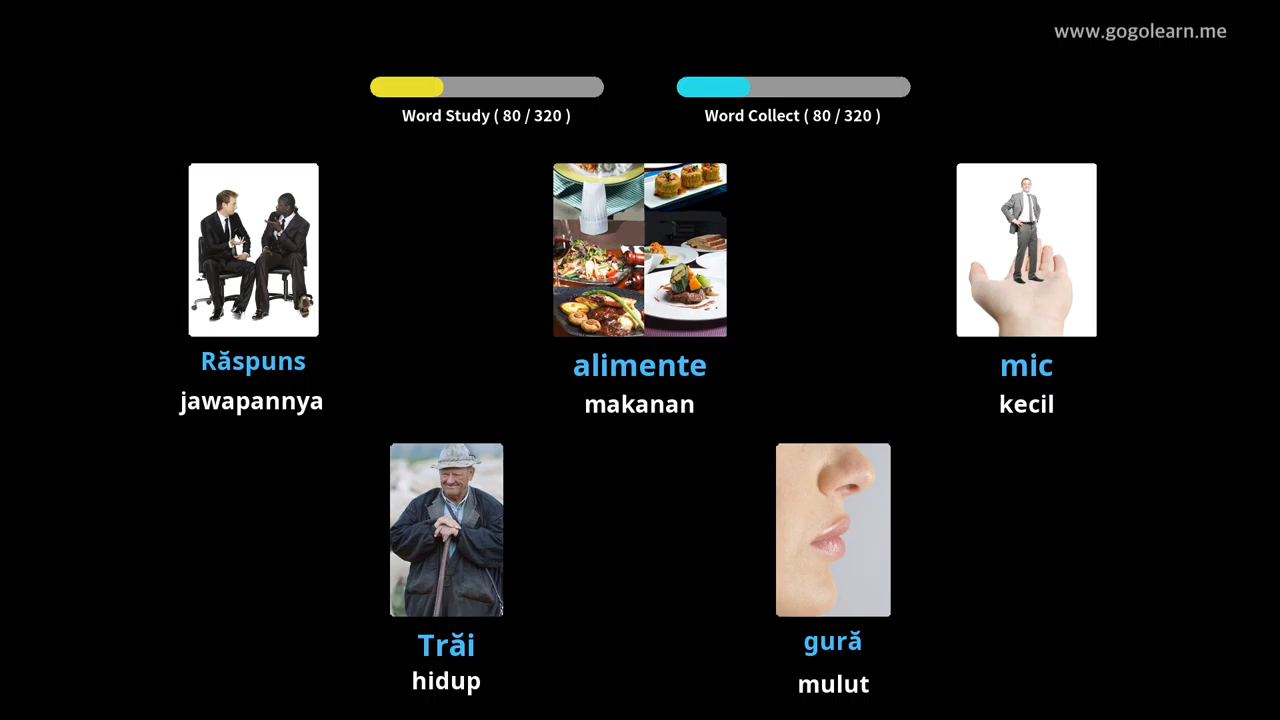 www.gogolearn.me
Word Study ( 80 / 320 )
Word Collect ( 80 / 320 )
Răspuns
jawapannya
alimente
makanan
mic
kecil
Trăi
hidup
gură
mulut